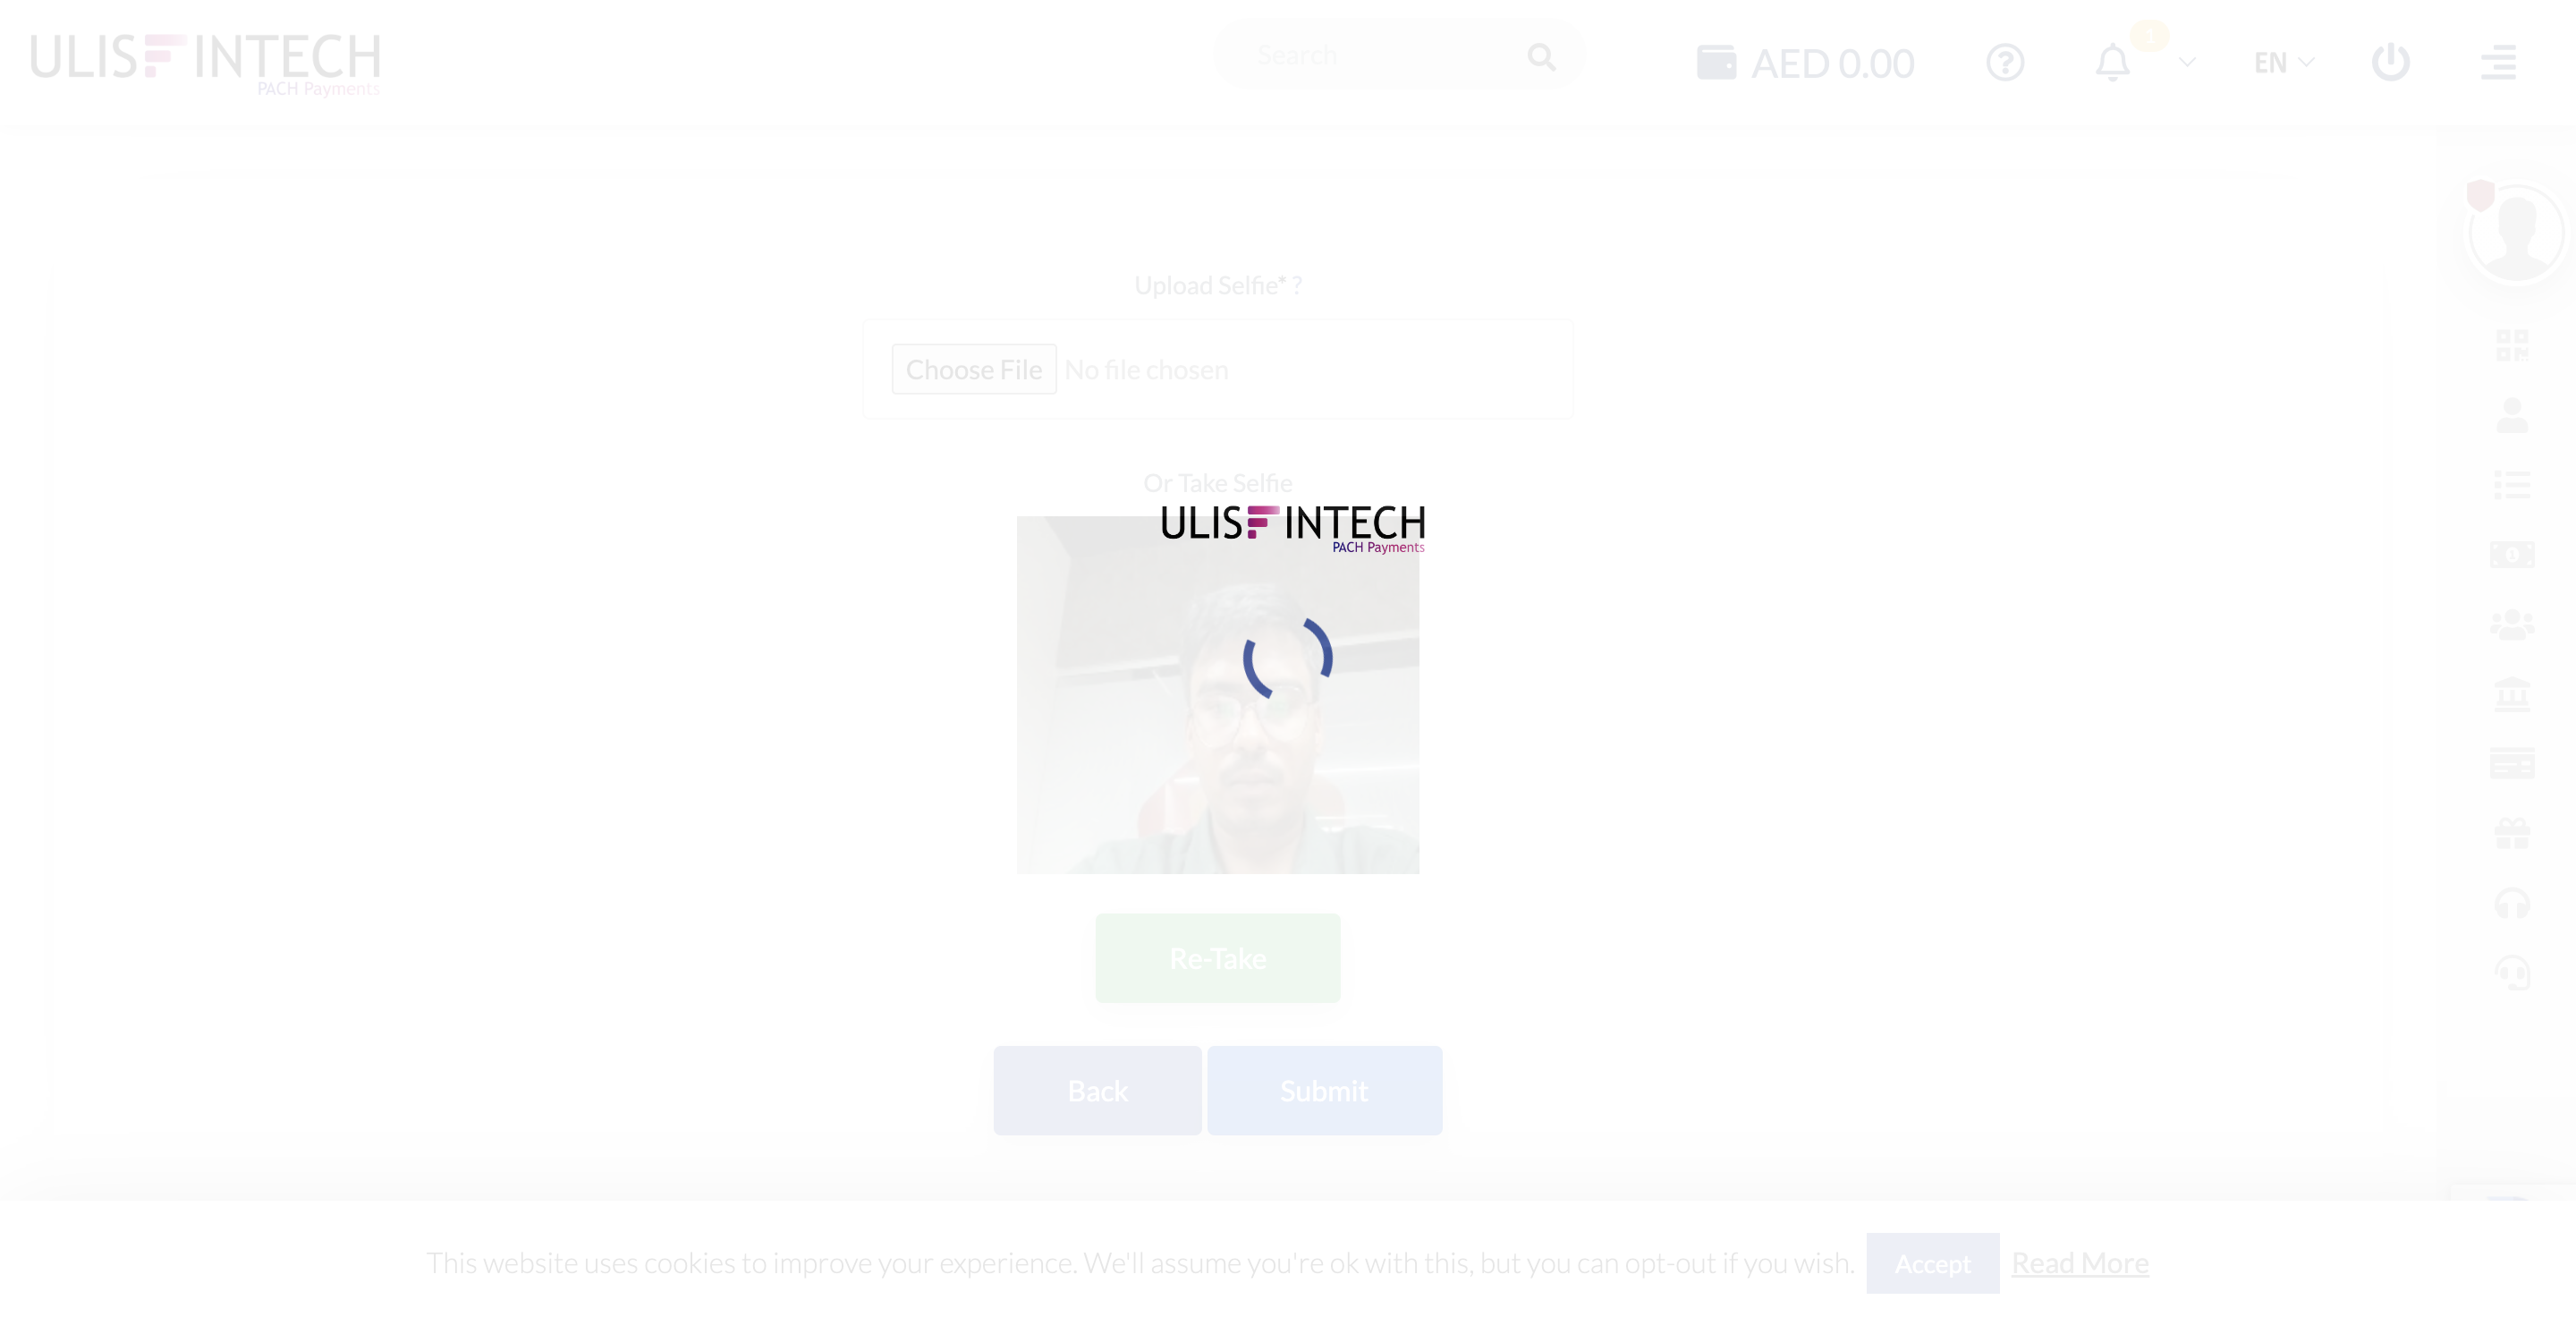 ULISFINTECH
PACH Payments
Search
AED 0.00
1
EN
Upload Selfie* ?
Choose File No file chosen
Or Take Selfie
ULISFINTECH
PACH Payments
Re-Take
Back
Submit
This website uses cookies to improve your experience. We'll assume you're ok with this, but you can opt-out if you wish. Accept Read More